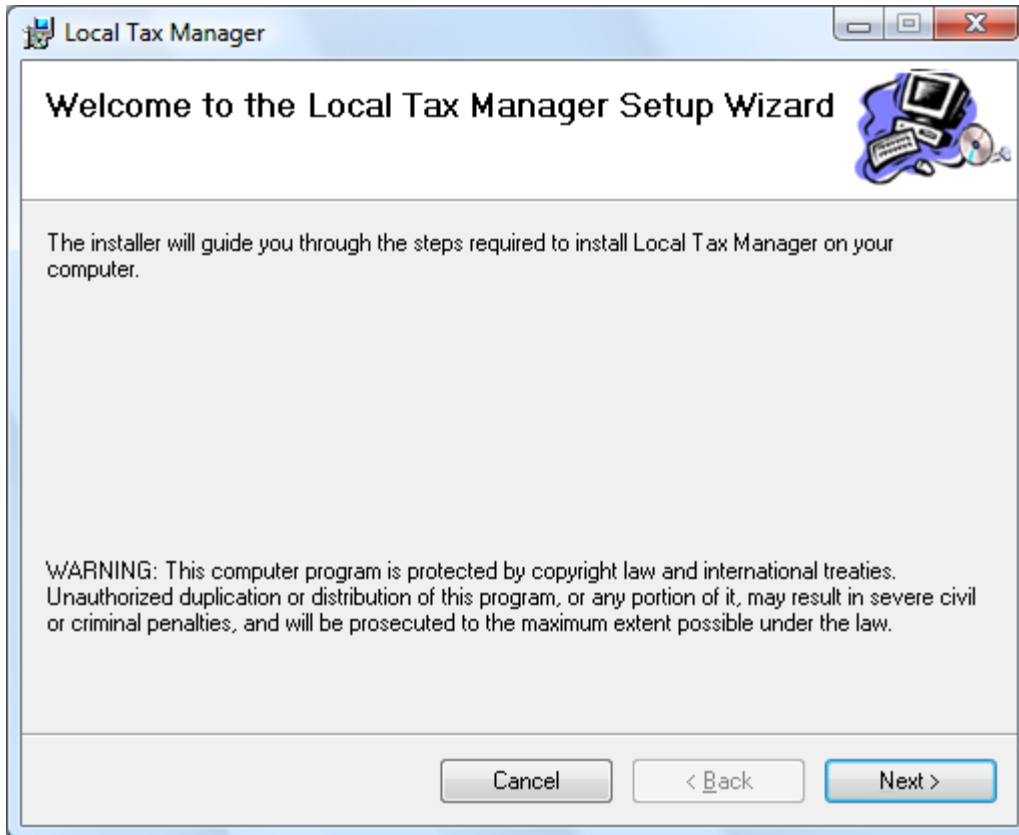 Local Tax Manager
Welcome to the Local Tax Manager Setup Wizard
The installer will guide you through the steps required to install Local Tax Manager on your
computer.
WARNING: This computer program is protected by copyright law and international treaties.
Unauthorized duplication or distribution of this program, or any portion of it, may result in severe civil
or criminal penalties, and will be prosecuted to the maximum extent possible under the law.
Cancel < Back Next >